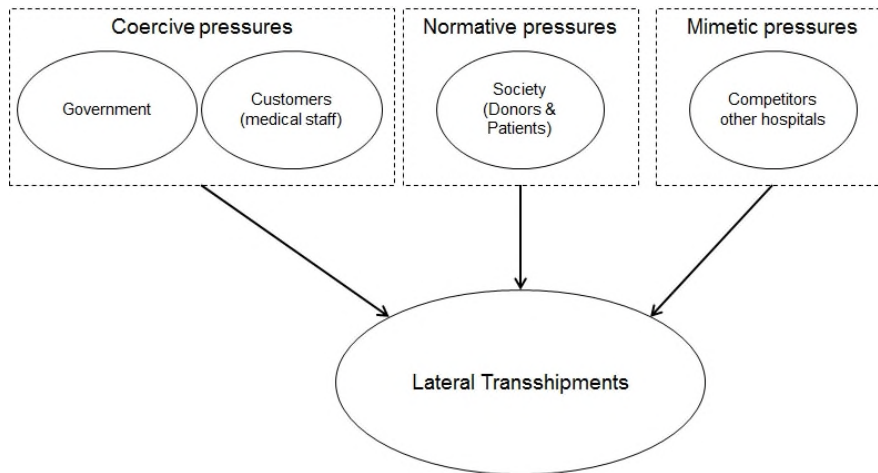 Coercive pressures
Government
Customers
(medical staff)
Normative pressures
Society
(Donors &
Patients)
Mimetic pressures
Competitors
other hospitals
Lateral Transshipments